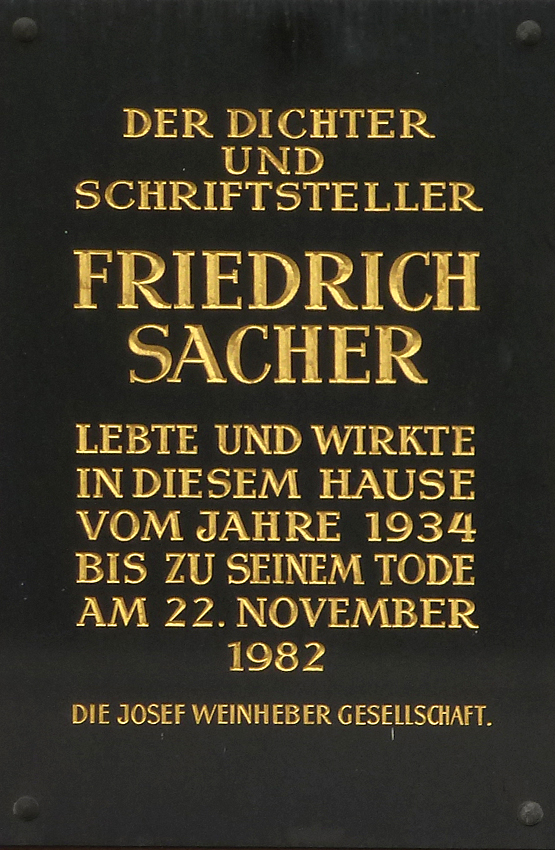 DER DICHTER
UND
SCHRIFTSTELLER
FRIEDRICH
SACHER
LEBTE UND WIRKTE
IN DIESEM HAUSE
VOM JAHRE 1934
BIS ZU SEINEM TODE
AM 22. NOVEMBER
1982
DIE JOSEF WEINHEBER GESELLSCHAFT.